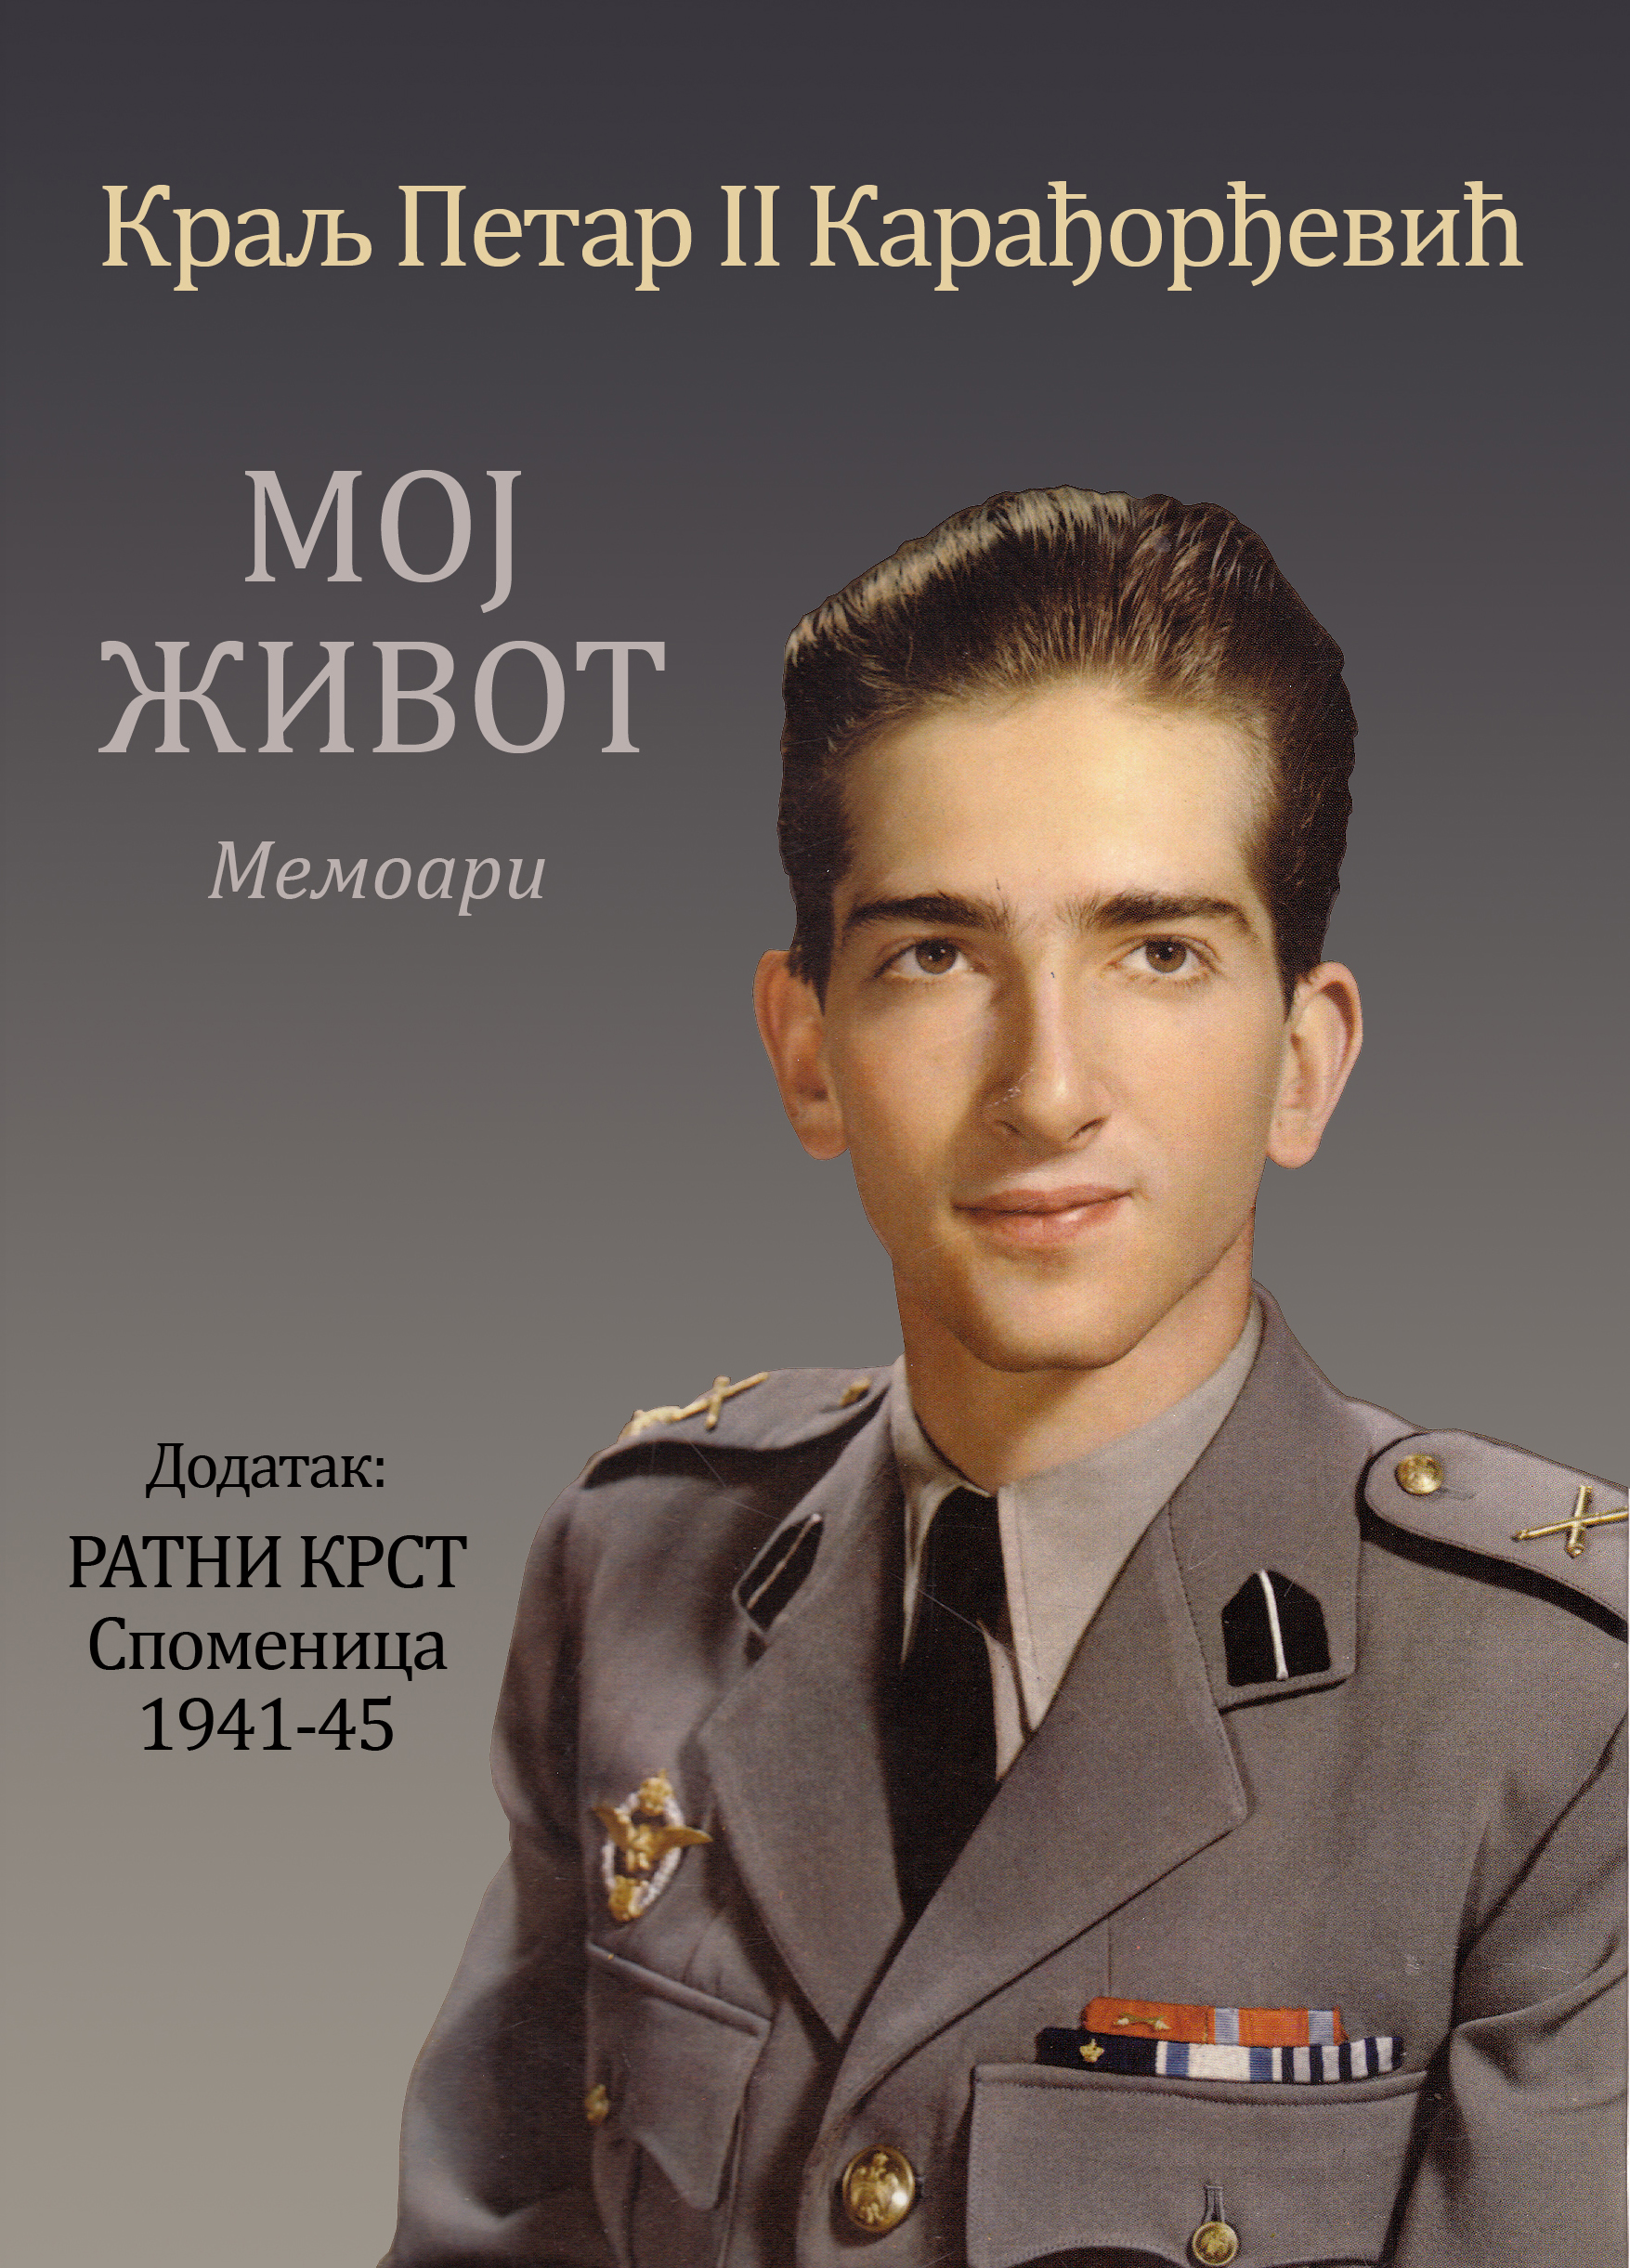 Краљ Петар II Карађорђевић
МОЈ
ЖИВОТ
Мемоари
Додатак:
РАТНИ КРСТ
Споменица
1941-45